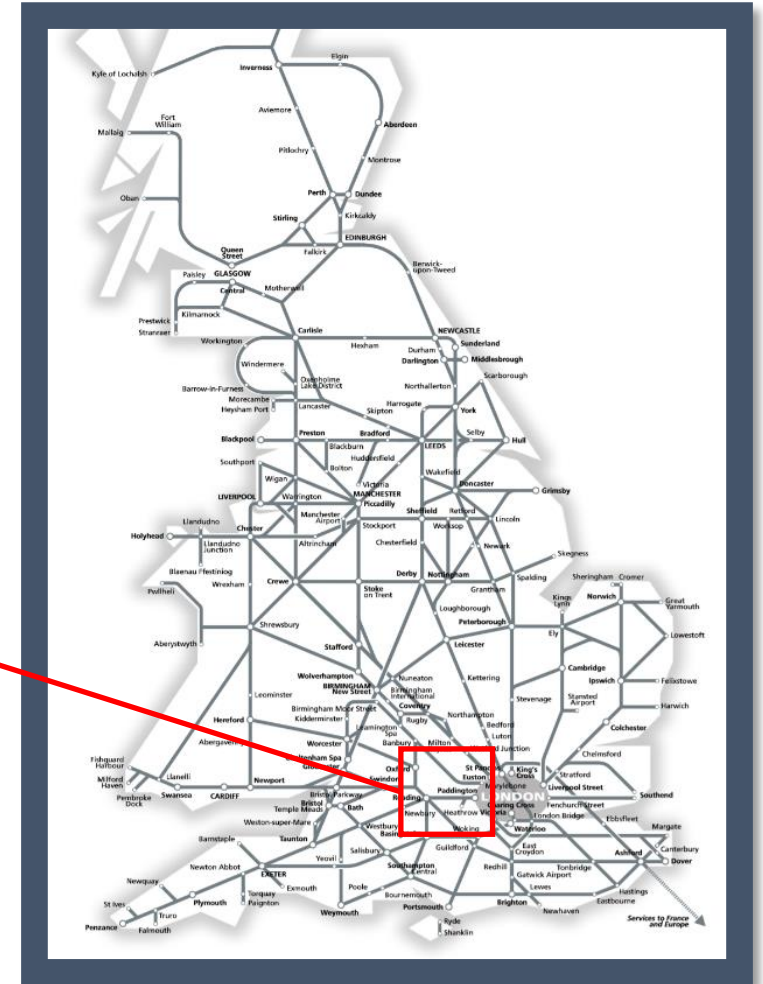 Elgin
Inverness
Kyle of Lochalsh
Aviemore
Fort
William
Mallaig
Aberdeen
Pitlochry
Montrose
Perth
Dundee
Oban
Stirling
Kirkcaldy
EDINBURGH
Falkirk
Queen
Street
Berwick-
upon-Tweed
Paisley
GLASGOW
Central
Motherwell
Prestwick
Kilmarnock
Stranraer
Carlisle
NEWCASTLE
Workington
Hexham
Durham
Sunderland
Darlington
Middlesbrough
Windermere
Scarborough
Oxenholme
Lake District
Northallerton
Barrow-in-Furness
Morecambe
Lancaster
Harrogate
York
Heysham Port
Skipton
Preston
Bradford
Selby
Blackpool
Blackburn
LEEDS
Hull
Huddersfield
Southport
Bolton
Wakefield
Wigan
Victoria
Doncaster
MANCHESTER
Grimsby
LIVERPOOL
Warrington
Piccadilly
Manchester
Airport
Sheffield
Retford
Llandudno
Chester
Stockport
Worksop
Lincoln
Holyhead
Llandudno
Junction
Altrincham
Chesterfield
Newark
Skegness
Blaenau Ffestiniog
Wrexham
Crewe
Derby
Nottingham
Spalding
Sheringham
Cromer
Pwllheli
Stoke
on Trent
Grantham
Kings
Lynn
Norwich
Great
Yarmouth
Loughborough
Shrewsbury
Peterborough
Ely
Lowestoft
Aberystwyth
Stafford
Leicester
Cambridge
Wolverhampton
Nuneaton
Kettering
Ipswich
Felixstowe
BIRMINGHAM
New Street
Birmingham
International
Leominster
Stevenage
Stansted
Airport
Harwich
Birmingham Moor Street
Coventry
Northampton
Kidderminster
Rugby
Hereford
Leamington
Spa
Bedford
Colchester
Worcester
Banbury
Milton
Luton
Abergavenny
Junction
Chelmsford
Fishguard
Harbour
Oxford
St Pancras
King's
Cross
Milford
Haven
Llanelli
Newport
Swindon
Euston
Stratford
Liverpool Street
Marylebone
Pembroke
Dock
Swansea
CARDIFF
Bristol Parkway
Reading
Paddington
LONDON
Southend
Bristol
Temple Meads
Bath
Charing Cross
Fenchurch Street
Newbury
Heathrow
Victoria
London Bridge
Ebbsfleet
Weston-super-Mare
Westbury
Waterloo
Margate
Barnstaple
Taunton
Woking
East
Croydon
Canterbury
Salisbury
Guildford
Ashford
Yeovil
Redhill
Tonbridge
Dover
Newton Abbot
EXETER
Southampton
Central
Gatwick Airport
Newquay
Exmouth
Poole
Lewes
Hastings
St Ives
Plymouth
Torquay
Paignton
Bournemouth
Eastbourne
Truro
Weymouth
Portsmouth
Brighton
Newhaven
Penzance
Falmouth
Ryde
Shanklin
Services to France
and Europe